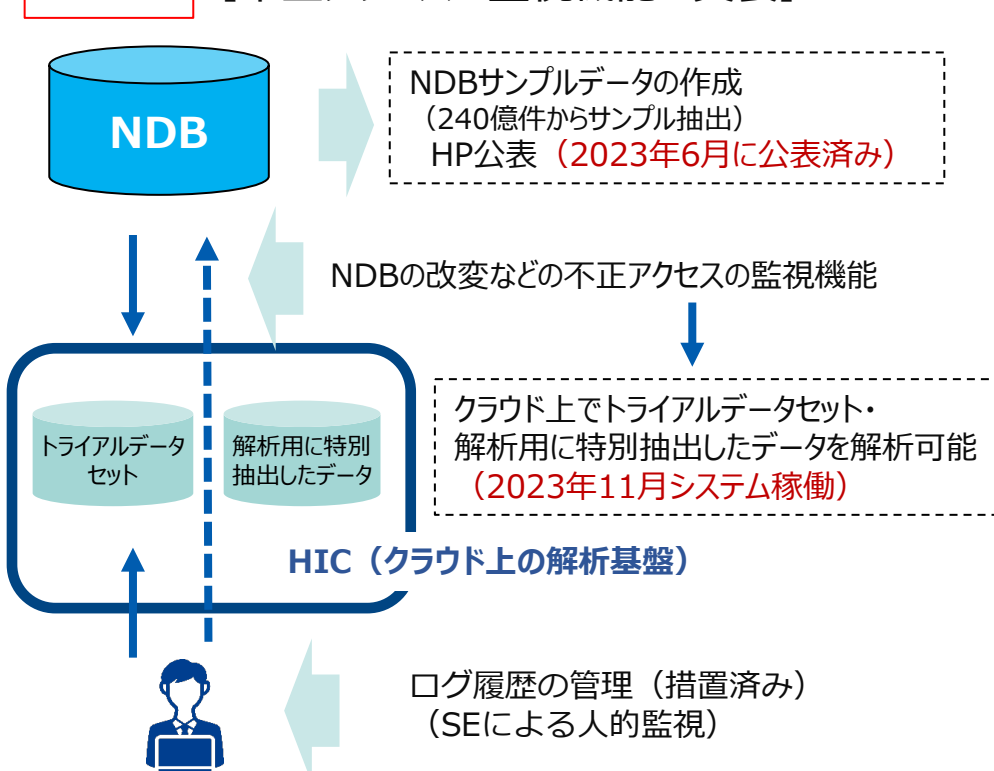 NDB
NDBサンプルデータの作成
（240億件からサンプル抽出）
HP公表（2023年6月に公表済み）
NDBの改変などの不正アクセスの監視機能
トライアルデータ
セット
解析用に特別
抽出したデータ
クラウド上でトライアルデータセット・
解析用に特別抽出したデータを解析可能
（2023年11月システム稼働）
HIC（クラウド上の解析基盤）
ログ履歴の管理（措置済み）
（SEによる人的監視）